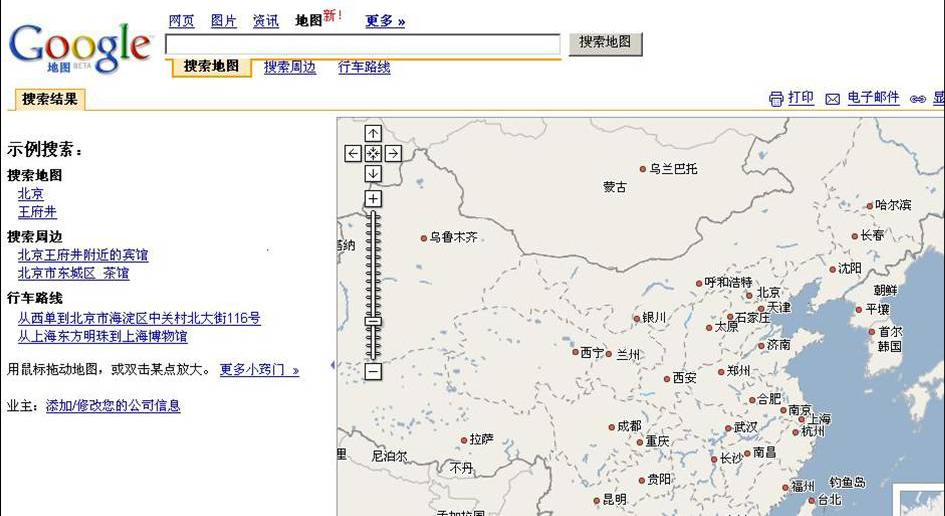 网页 图片 资讯 地图新! 更多 »
Google
地图 BETA
搜索地图
搜索地图 搜索周边 行车路线
搜索结果
打印 电子邮件
示例搜索：
搜索地图
北京
王府井
搜索周边
北京王府井附近的宾馆
北京市东城区 茶馆
行车路线
从西单到北京市海淀区中关村北大街116号
从上海东方明珠到上海博物馆
用鼠标拖动地图，或双击某点放大。 更多小窍门 »
业主：添加/修改您的公司信息
乌兰巴托
蒙古
哈尔滨
乌鲁木齐
长春
沈阳
呼和浩特
北京
朝鲜
天津
平壤
银川
石家庄
太原
首尔
韩国
济南
西宁
兰州
郑州
西安
合肥
南京
上海
成都
武汉
杭州
拉萨
重庆
尼泊尔
长沙
南昌
不丹
贵阳
福州
钓鱼岛
昆明
台北
孟加拉国